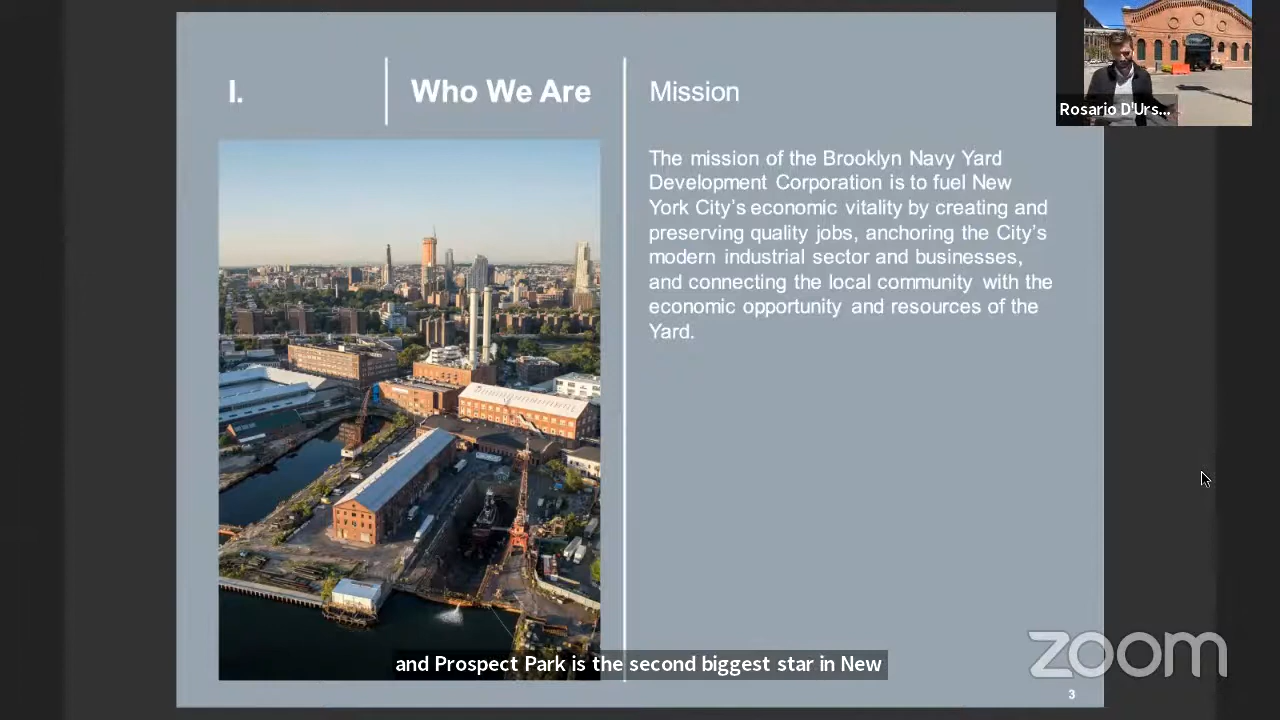 I.
Who We Are
Mission
The mission of the Brooklyn Navy Yard
Development Corporation is to fuel New
York City's economic vitality by creating and
preserving quality jobs, anchoring the City's
modern industrial sector and businesses,
and connecting the local community with the
economic opportunity and resources of the
Yard.
Rosario D'Urs...
and Prospect Park is the second biggest star in New
zoom
3